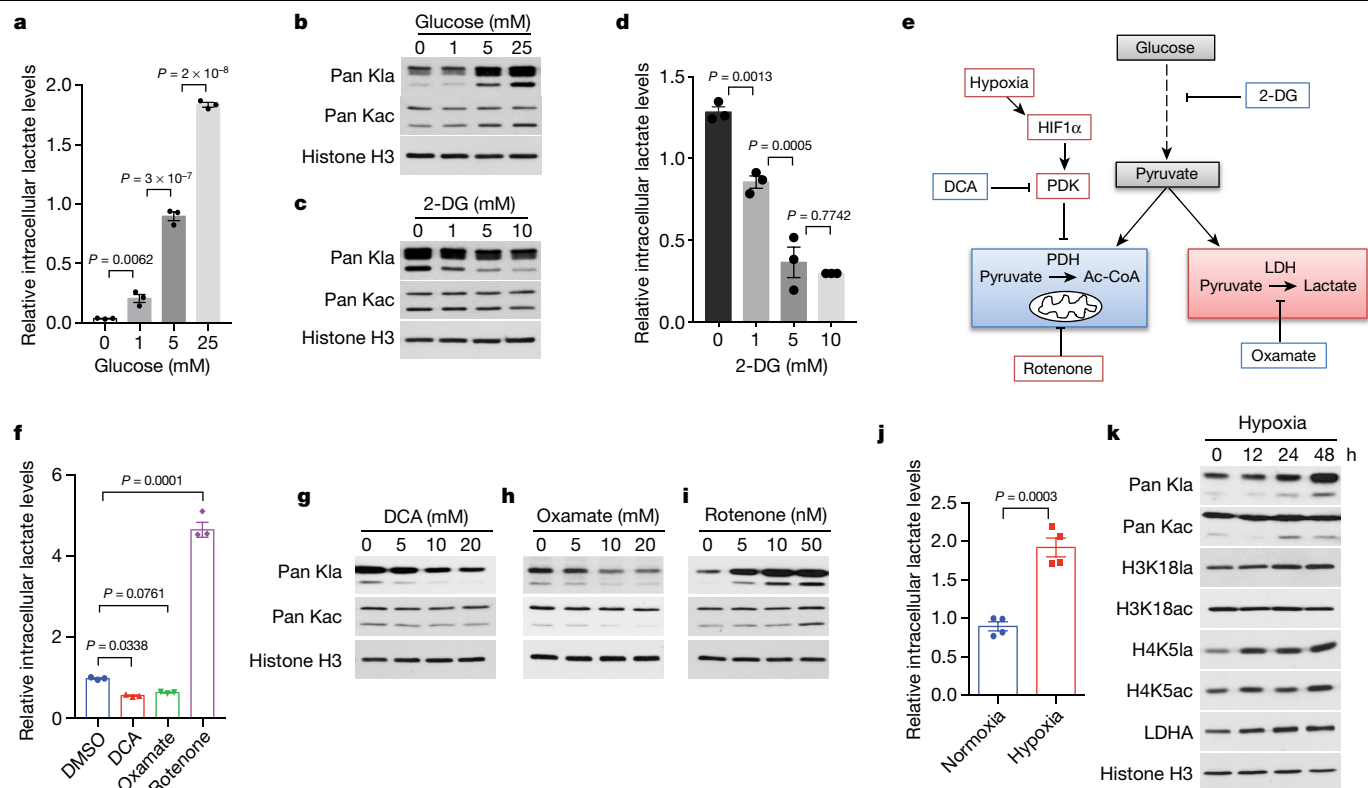 a
Relative intracellular lactate levels
2.0
1.5
1.0
0.5
0.0
P = 0.0062
P = 3 × 10⁻⁷
P = 2 × 10⁻⁸
0 1 5 25
Glucose (mM)
b
Glucose (mM)
0 1 5 25
Pan Kla
Pan Kac
Histone H3
c
2-DG (mM)
0 1 5 10
Pan Kla
Pan Kac
Histone H3
d
Relative intracellular lactate levels
1.5
1.0
0.5
0.0
P = 0.0013
P = 0.0005
P = 0.7742
0 1 5 10
2-DG (mM)
e
Glucose
Hypoxia
2-DG
HIF1α
DCA
PDK
Pyruvate
PDH
Pyruvate Ac-CoA
LDH
Pyruvate Lactate
Rotenone
Oxamate
f
Relative intracellular lactate levels
6
4
2
0
P = 0.0001
P = 0.0761
P = 0.0338
DMSO
DCA
Oxamate
Rotenone
g
DCA (mM)
0 5 10 20
Pan Kla
Pan Kac
Histone H3
h
Oxamate (mM)
0 5 10 20
i
Rotenone (nM)
0 5 10 50
j
Relative intracellular lactate levels
2.5
2.0
1.5
1.0
0.5
0.0
P = 0.0003
Normoxia
Hypoxia
k
Hypoxia
0 12 24 48 h
Pan Kla
Pan Kac
H3K18la
H3K18ac
H4K5la
H4K5ac
LDHA
Histone H3